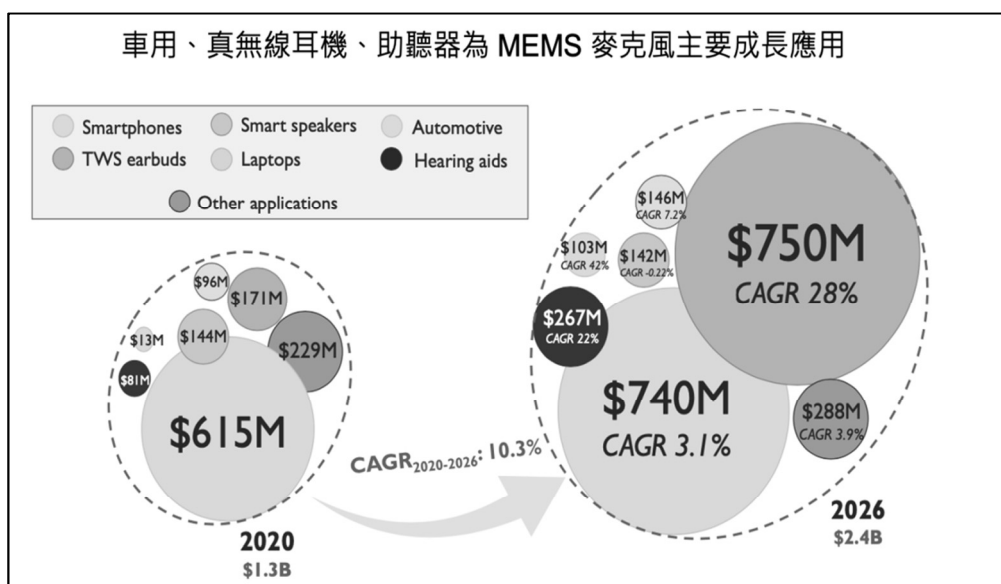 車用、真無線耳機、助聽器為 MEMS 麥克風主要成長應用
Smartphones
Smart speakers
Automotive
TWS earbuds
Laptops
Hearing aids
Other applications
$96M
$171M
$13M
$144M
$229M
$81M
$615M
2020
$1.3B
CAGR2020-2026: 10.3%
$146M
CAGR 7.2%
$103M
CAGR 42%
$142M
CAGR -0.22%
$750M
CAGR 28%
$267M
CAGR 22%
$740M
CAGR 3.1%
$288M
CAGR 3.9%
2026
$2.4B